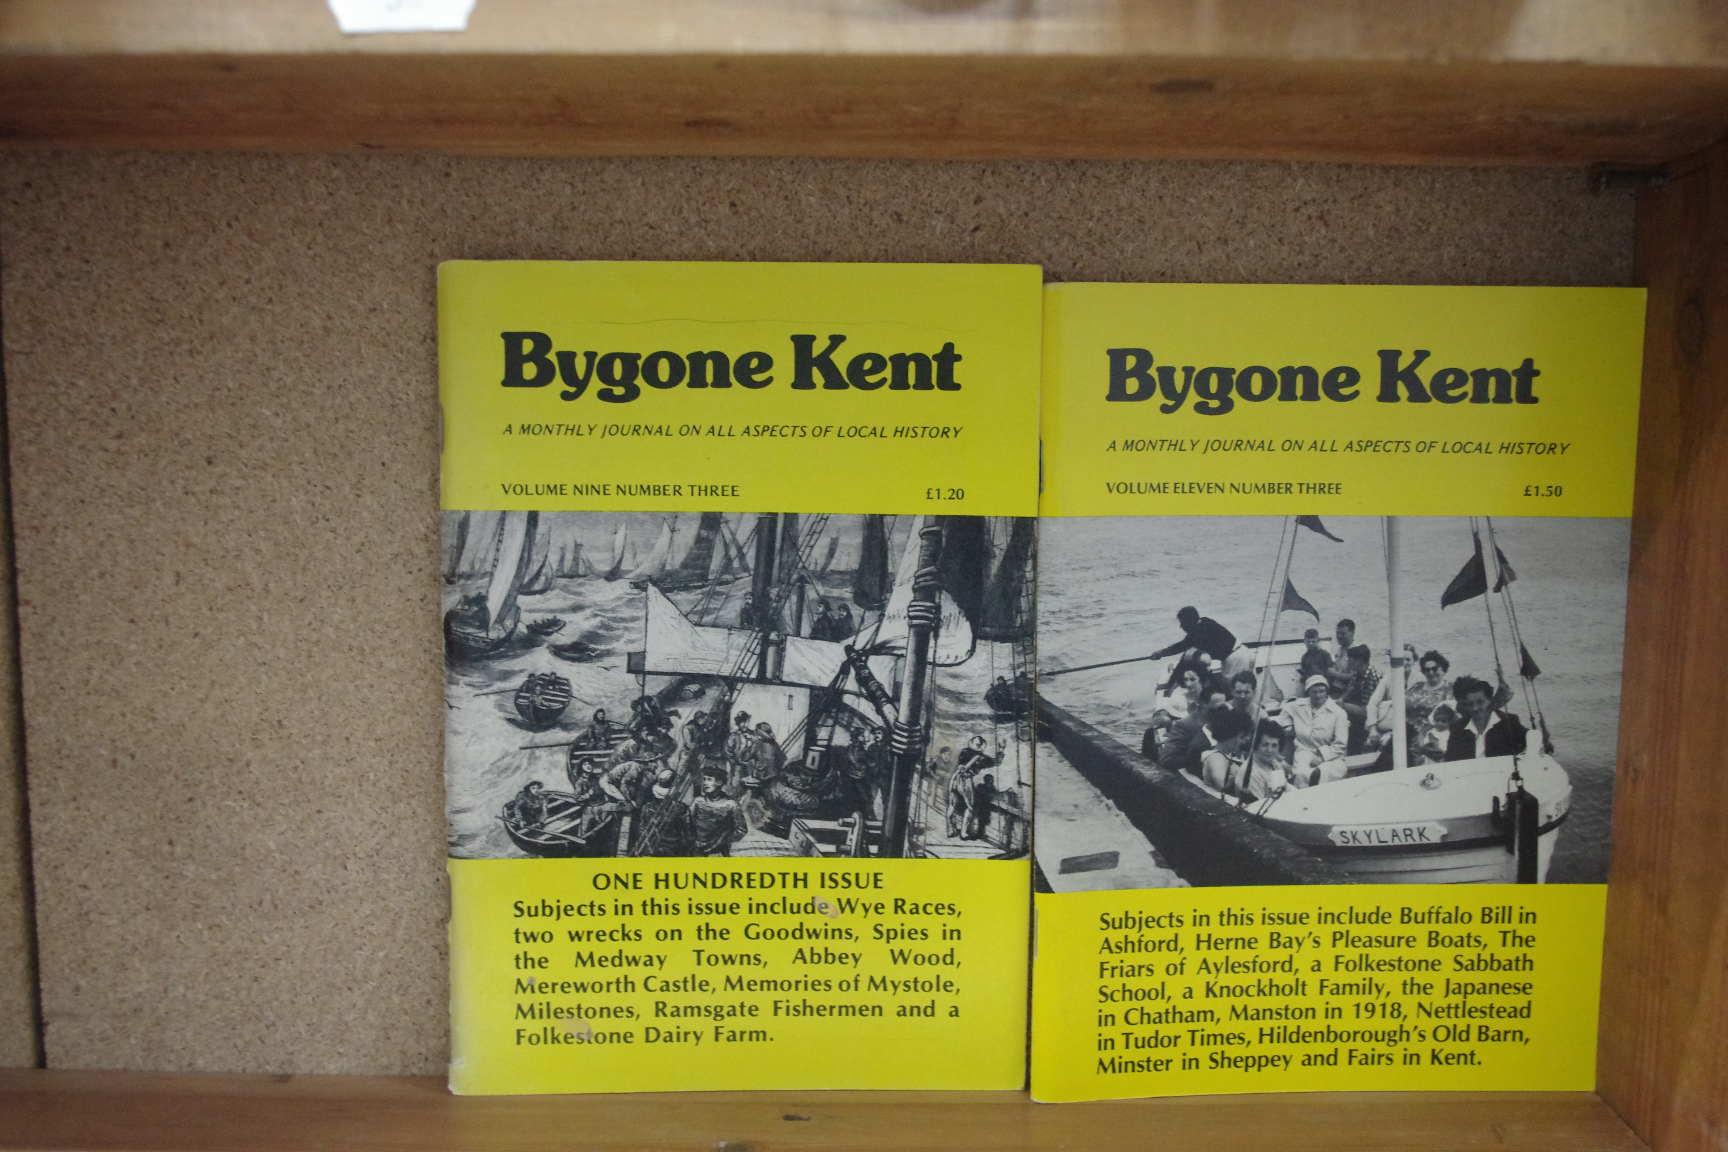 Bygone Kent
A MONTHLY JOURNAL ON ALL ASPECTS OF LOCAL HISTORY
VOLUME NINE NUMBER THREE £1.20
ONE HUNDREDTH ISSUE
Subjects in this issue include Wye Races,
two wrecks on the Goodwins, Spies in
the Medway Towns, Abbey Wood,
Mereworth Castle, Memories of Mystole,
Milestones, Ramsgate Fishermen and a
Folkestone Dairy Farm.
Bygone Kent
A MONTHLY JOURNAL ON ALL ASPECTS OF LOCAL HISTORY
VOLUME ELEVEN NUMBER THREE £1.50
SKYLARK
Subjects in this issue include Buffalo Bill in
Ashford, Herne Bay's Pleasure Boats, The
Friars of Aylesford, a Folkestone Sabbath
School, a Knockholt Family, the Japanese
in Chatham, Manston in 1918, Nettlestead
in Tudor Times, Hildenborough's Old Barn,
Minster in Sheppey and Fairs in Kent.